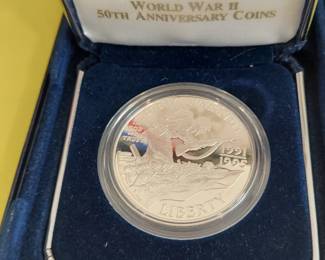 WORLD WAR II
50TH ANNIVERSARY COINS
1991
1995
LIBERTY